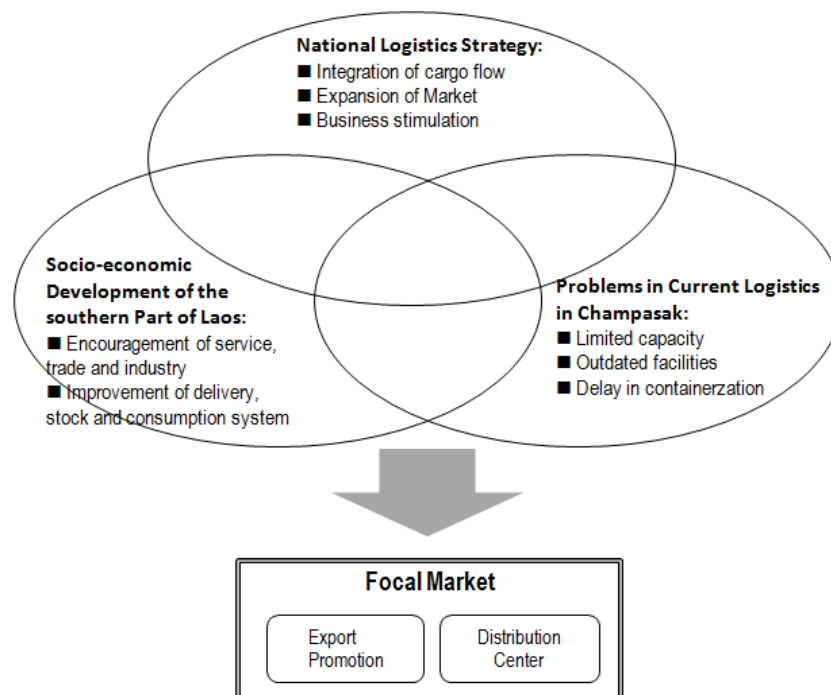 National Logistics Strategy:
■ Integration of cargo flow
■ Expansion of Market
■ Business stimulation
Socio-economic
Development of the
southern Part of Laos:
■ Encouragement of service,
trade and industry
■ Improvement of delivery,
stock and consumption system
Problems in Current Logistics
in Champasak:
■ Limited capacity
■ Outdated facilities
■ Delay in containerzation
Focal Market
Export
Promotion
Distribution
Center